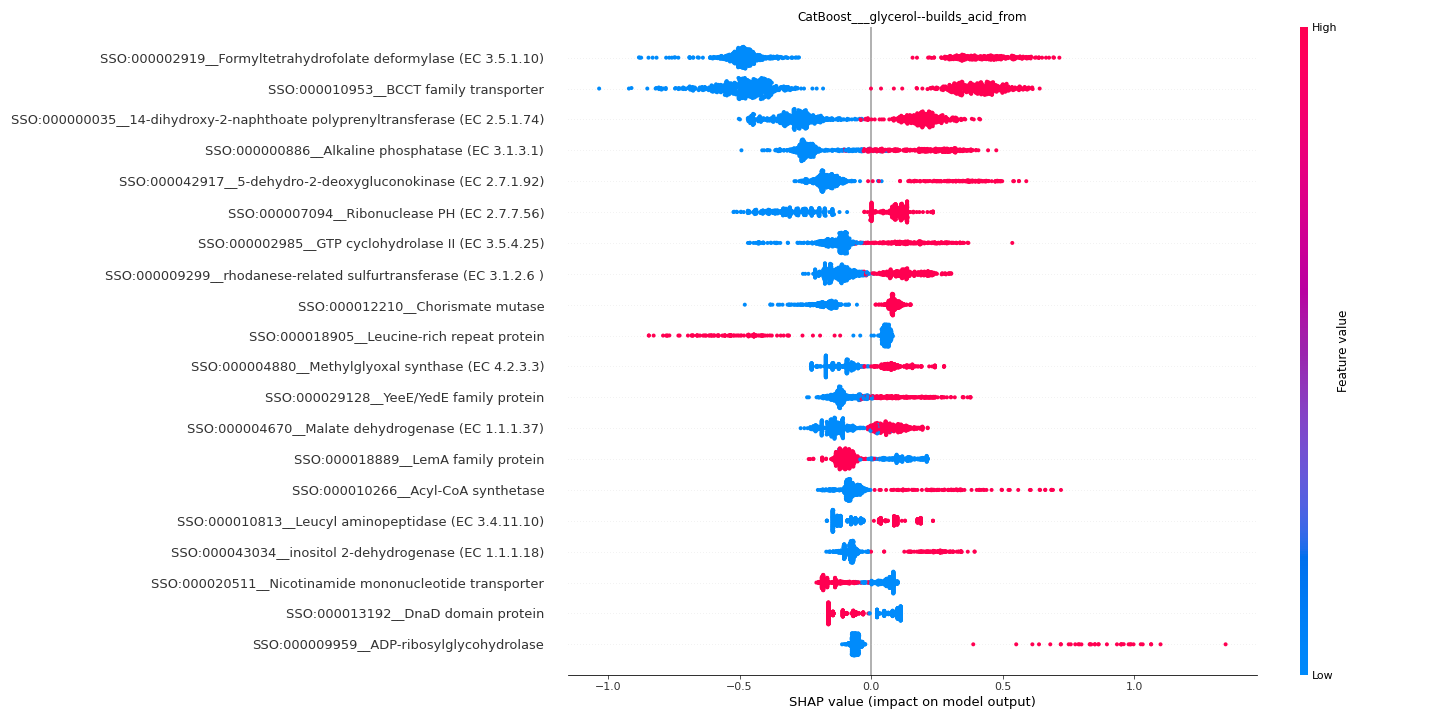 CatBoost___glycerol--builds_acid_from
SSO:000002919__Formyltetrahydrofolate deformylase (EC 3.5.1.10)
SSO:000010953__BCCT family transporter
SSO:000000035__14-dihydroxy-2-naphthoate polyprenyltransferase (EC 2.5.1.74)
SSO:000000886__Alkaline phosphatase (EC 3.1.3.1)
SSO:000042917__5-dehydro-2-deoxygluconokinase (EC 2.7.1.92)
SSO:000007094__Ribonuclease PH (EC 2.7.7.56)
SSO:000002985__GTP cyclohydrolase II (EC 3.5.4.25)
SSO:000009299__rhodanese-related sulfurtransferase (EC 3.1.2.6 )
SSO:000012210__Chorismate mutase
SSO:000018905__Leucine-rich repeat protein
SSO:000004880__Methylglyoxal synthase (EC 4.2.3.3)
SSO:000029128__YeeE/YedE family protein
SSO:000004670__Malate dehydrogenase (EC 1.1.1.37)
SSO:000018889__LemA family protein
SSO:000010266__Acyl-CoA synthetase
SSO:000010813__Leucyl aminopeptidase (EC 3.4.11.10)
SSO:000043034__inositol 2-dehydrogenase (EC 1.1.1.18)
SSO:000020511__Nicotinamide mononucleotide transporter
SSO:000013192__DnaD domain protein
SSO:000009959__ADP-ribosylglycohydrolase
−1.0 −0.5 0.0 0.5 1.0
SHAP value (impact on model output)
High
Feature value
Low